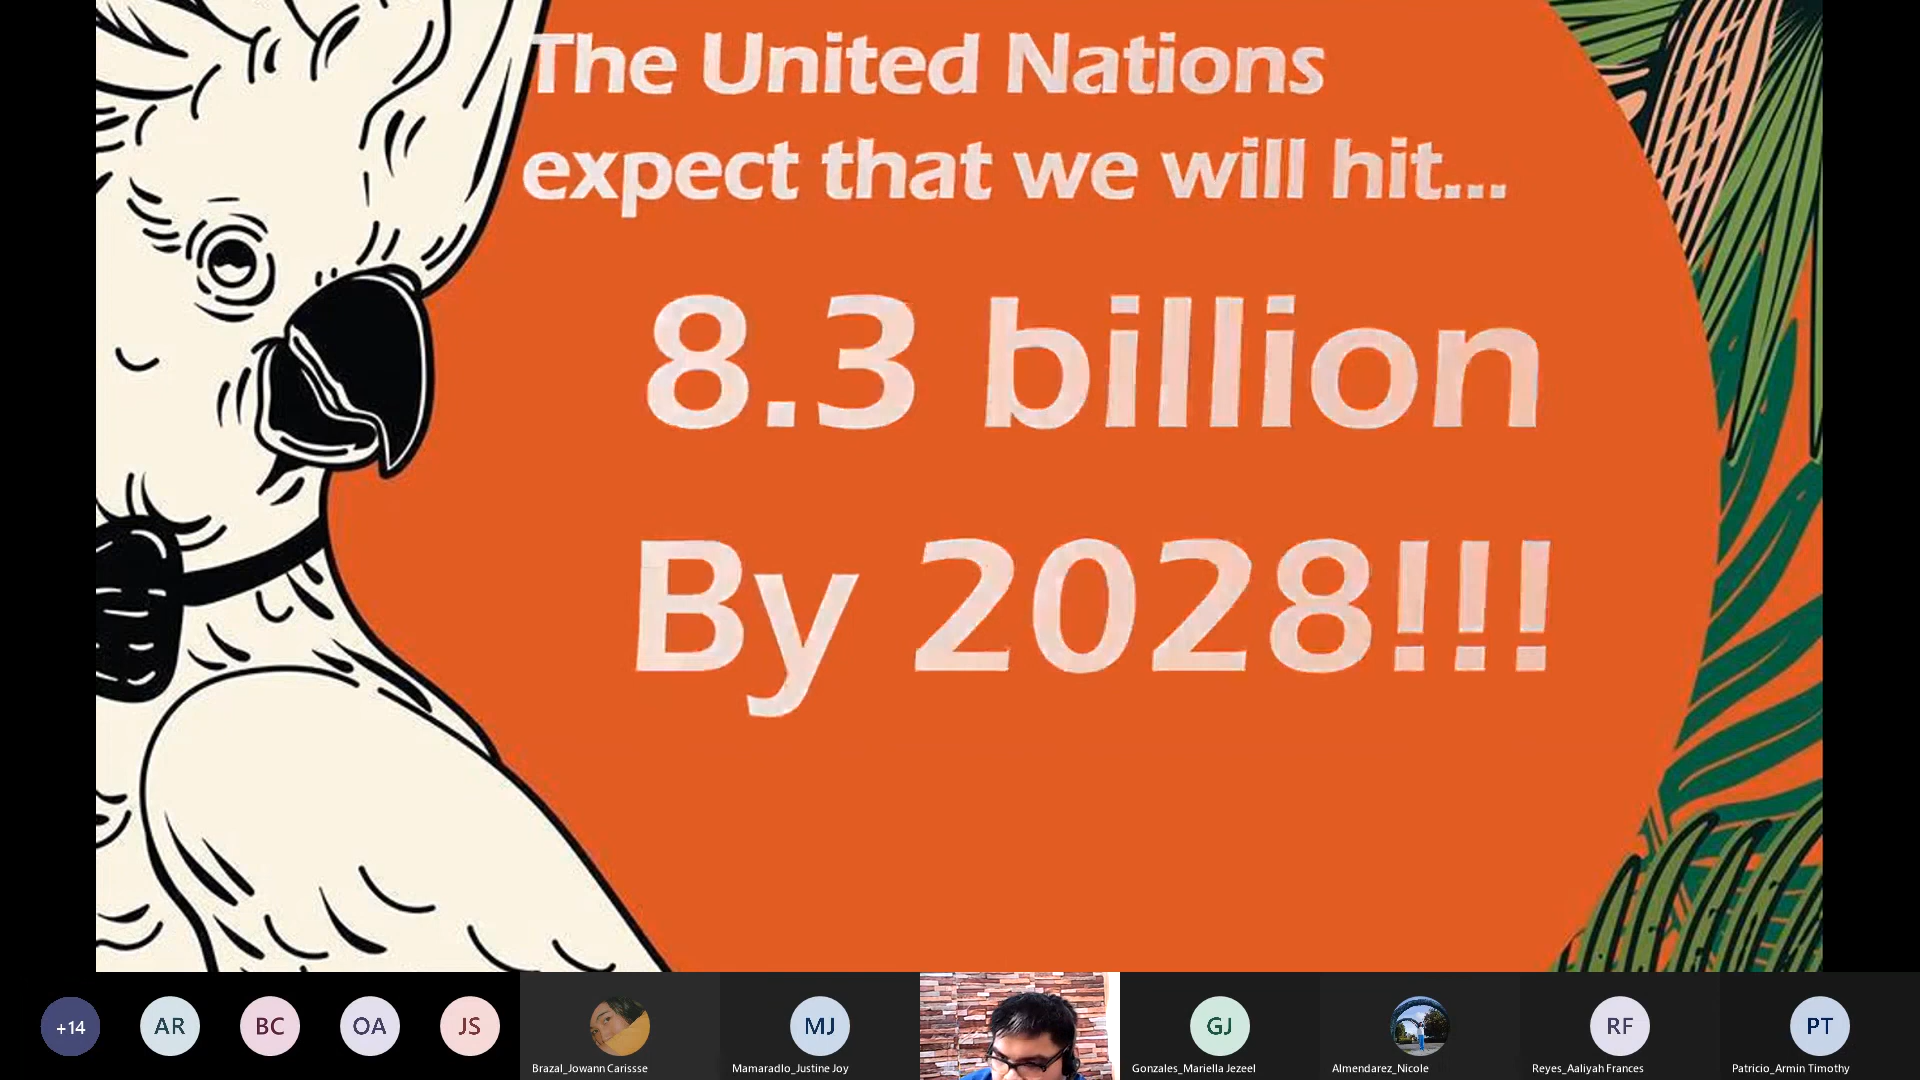 The United Nations
expect that we will hit...
8.3 billion
By 2028!!!
+14
AR
BC
OA
JS
Brazal_Jowann Carissse
MJ
Mamaradlo_Justine Joy
GJ
Gonzales_Mariella Jezeel
Almendarez_Nicole
RF
Reyes_Aaliyah Frances
PT
Patricio_Armin Timothy